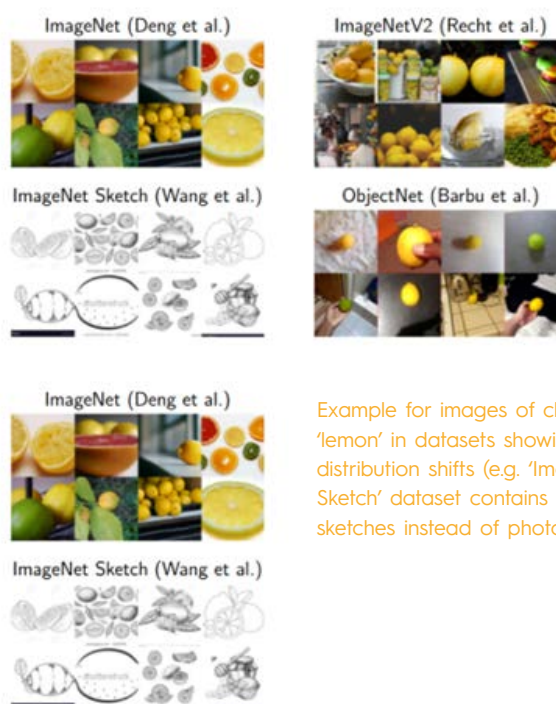 ImageNet (Deng et al.)
ImageNetV2 (Recht et al.)
ImageNet Sketch (Wang et al.)
ObjectNet (Barbu et al.)
ImageNet (Deng et al.)
Example for images of cl
'lemon' in datasets showi
distribution shifts (e.g. 'Im
Sketch' dataset contains
sketches instead of photo
ImageNet Sketch (Wang et al.)